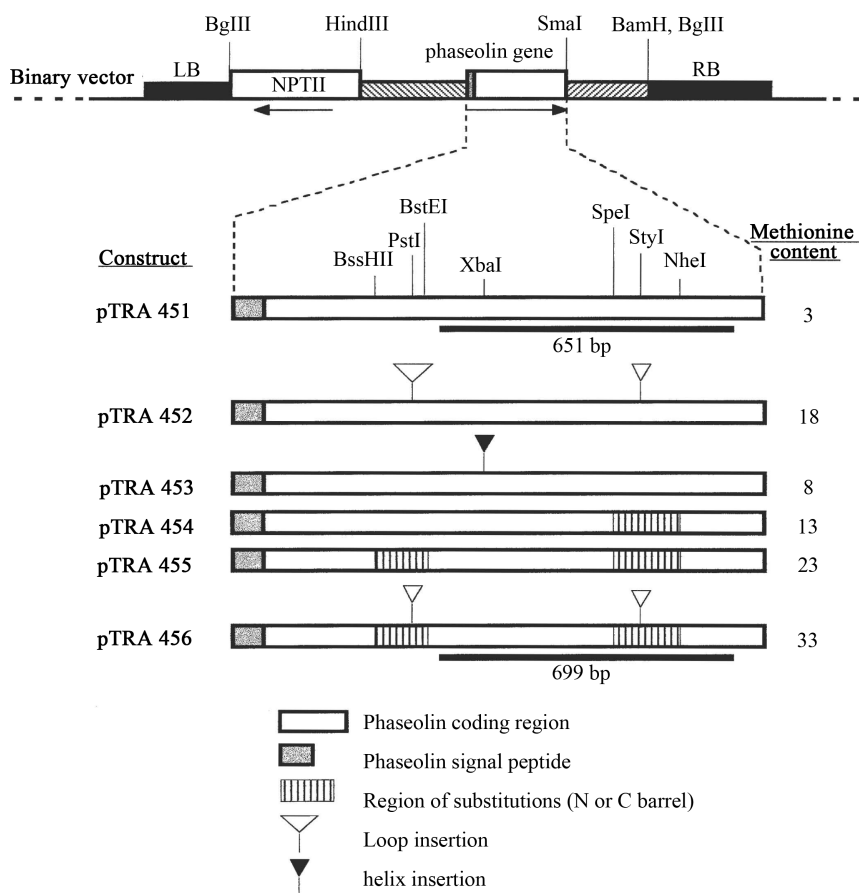 BgIII HindIII SmaI BamH, BgIII
phaseolin gene
Binary vector LB NPTII RB
BstEI SpeI
Construct PstI StyI Methionine content
BssHII XbaI NheI
pTRA 451 3
651 bp
pTRA 452 18
pTRA 453 8
pTRA 454 13
pTRA 455 23
pTRA 456 33
699 bp
Phaseolin coding region
Phaseolin signal peptide
Region of substitutions (N or C barrel)
Loop insertion
helix insertion